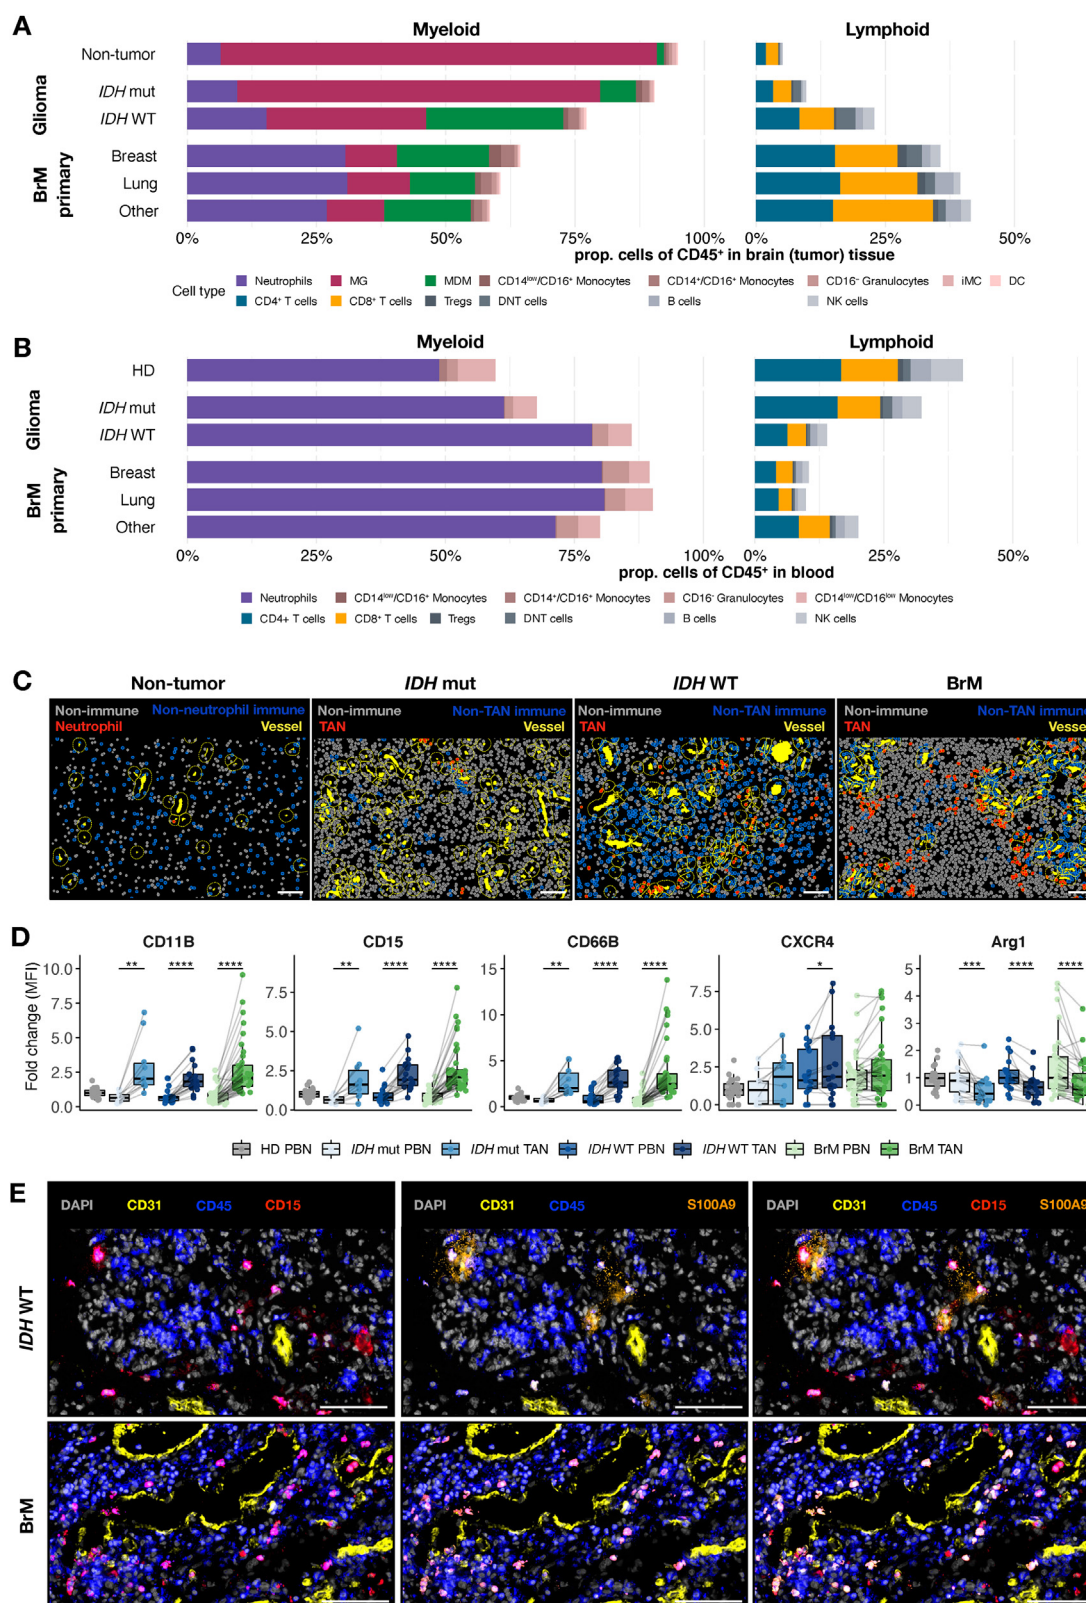 A
Myeloid
Lymphoid
Non-tumor
Glioma
IDH mut
IDH WT
BrM primary
Breast
Lung
Other
0% 25% 50% 75% 100% 0% 25% 50%
prop. cells of CD45⁺ in brain (tumor) tissue
Cell type
Neutrophils MG MDM CD14ˡᵒʷ/CD16⁺ Monocytes CD14⁺/CD16⁺ Monocytes CD16⁻ Granulocytes iMC DC
CD4⁺ T cells CD8⁺ T cells Tregs DNT cells B cells NK cells
B
Myeloid
Lymphoid
HD
Glioma
IDH mut
IDH WT
BrM primary
Breast
Lung
Other
0% 25% 50% 75% 100% 0% 25% 50%
prop. cells of CD45⁺ in blood
Neutrophils CD14ˡᵒʷ/CD16⁺ Monocytes CD14⁺/CD16⁺ Monocytes CD16⁻ Granulocytes CD14ˡᵒʷ/CD16ˡᵒʷ Monocytes
CD4+ T cells CD8⁺ T cells Tregs DNT cells B cells NK cells
C
Non-tumor IDH mut IDH WT BrM
Non-immune Non-neutrophil immune
Neutrophil Vessel
Non-immune Non-TAN immune
TAN Vessel
Non-immune Non-TAN immune
TAN Vessel
Non-immune Non-TAN immune
TAN Vessel
D
CD11B CD15 CD66B CXCR4 Arg1
Fold change (MFI)
10.0
7.5
5.0
2.5
0.0
** **** ****
7.5
5.0
2.5
0.0
** **** ****
15
10
5
0
** **** ****
7.5
5.0
2.5
0.0
*
5
4
3
2
1
0
*** **** ****
HD PBN IDH mut PBN IDH mut TAN IDH WT PBN IDH WT TAN BrM PBN BrM TAN
E
DAPI CD31 CD45 CD15
DAPI CD31 CD45 S100A9
DAPI CD31 CD45 CD15 S100A9
IDH WT
BrM